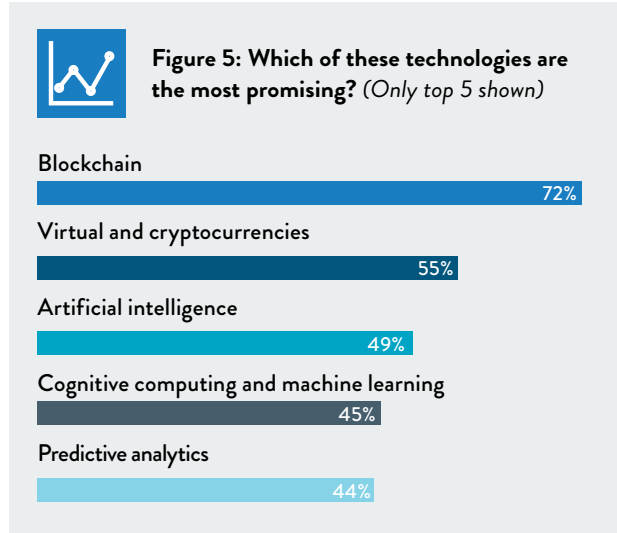 Figure 5: Which of these technologies are
the most promising? (Only top 5 shown)
Blockchain
72%
Virtual and cryptocurrencies
55%
Artificial intelligence
49%
Cognitive computing and machine learning
45%
Predictive analytics
44%